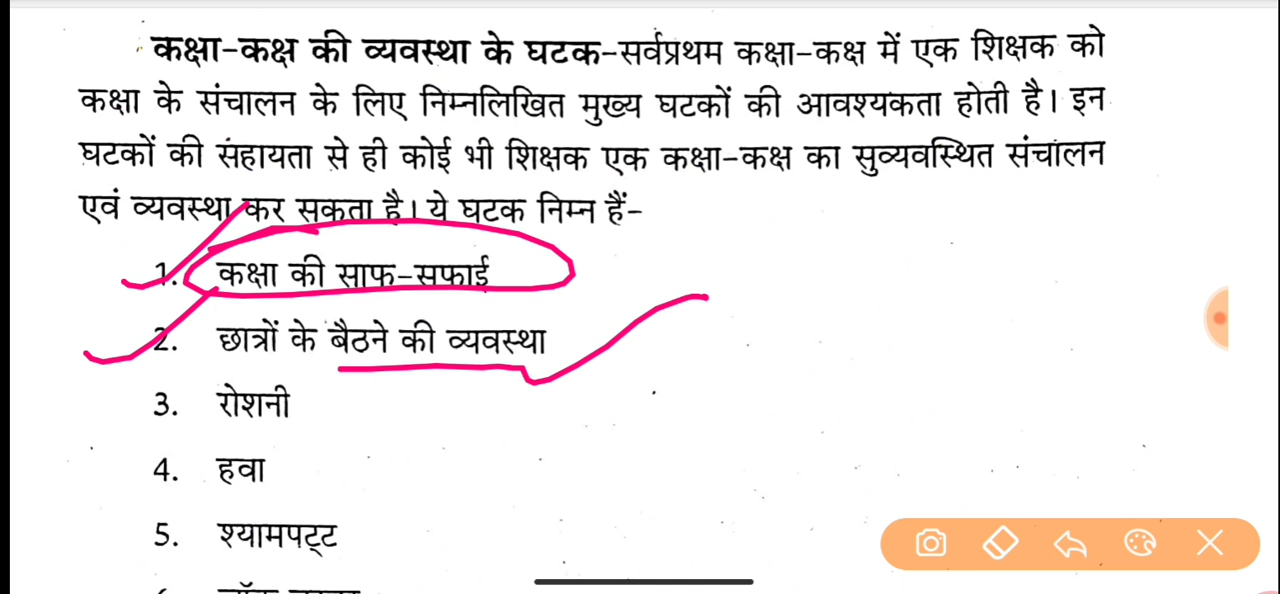 कक्षा-कक्ष की व्यवस्था के घटक-सर्वप्रथम कक्षा-कक्ष में एक शिक्षक को
कक्षा के संचालन के लिए निम्नलिखित मुख्य घटकों की आवश्यकता होती है। इन
घटकों की सहायता से ही कोई भी शिक्षक एक कक्षा-कक्ष का सुव्यवस्थित संचालन
एवं व्यवस्था कर सकता है। ये घटक निम्न हैं-
1. कक्षा की साफ-सफाई
2. छात्रों के बैठने की व्यवस्था
3. रोशनी
4. हवा
5. श्यामपट्ट